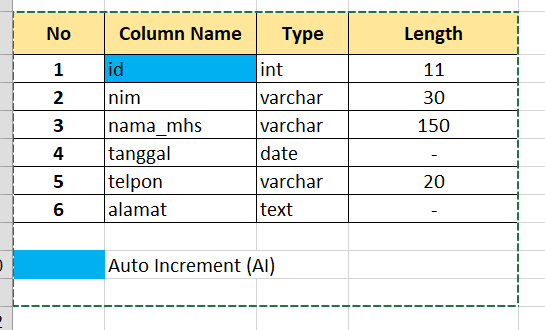 No Column Name Type Length
1 id int 11
2 nim varchar 30
3 nama_mhs varchar 150
4 tanggal date -
5 telpon varchar 20
6 alamat text -
Auto Increment (AI)